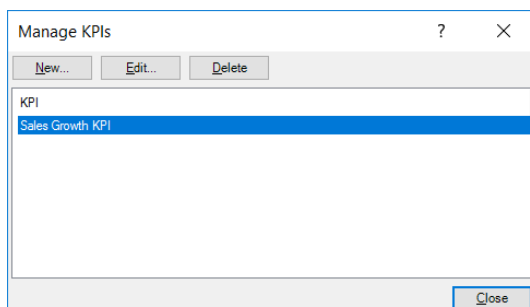 Manage KPIs ?
New... Edit... Delete
KPI
Sales Growth KPI
Close